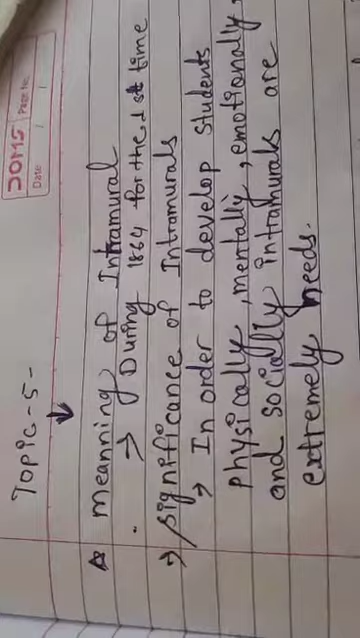 DOMS
Page No.
Date / /
Topic-5-
Meanning of Intramural
→ During 1864 for the 1st time
→ Significance of Intramurals
→ In order to develop students
physically, mentally, emotionally,
and socially intramurals are
extremely needs.